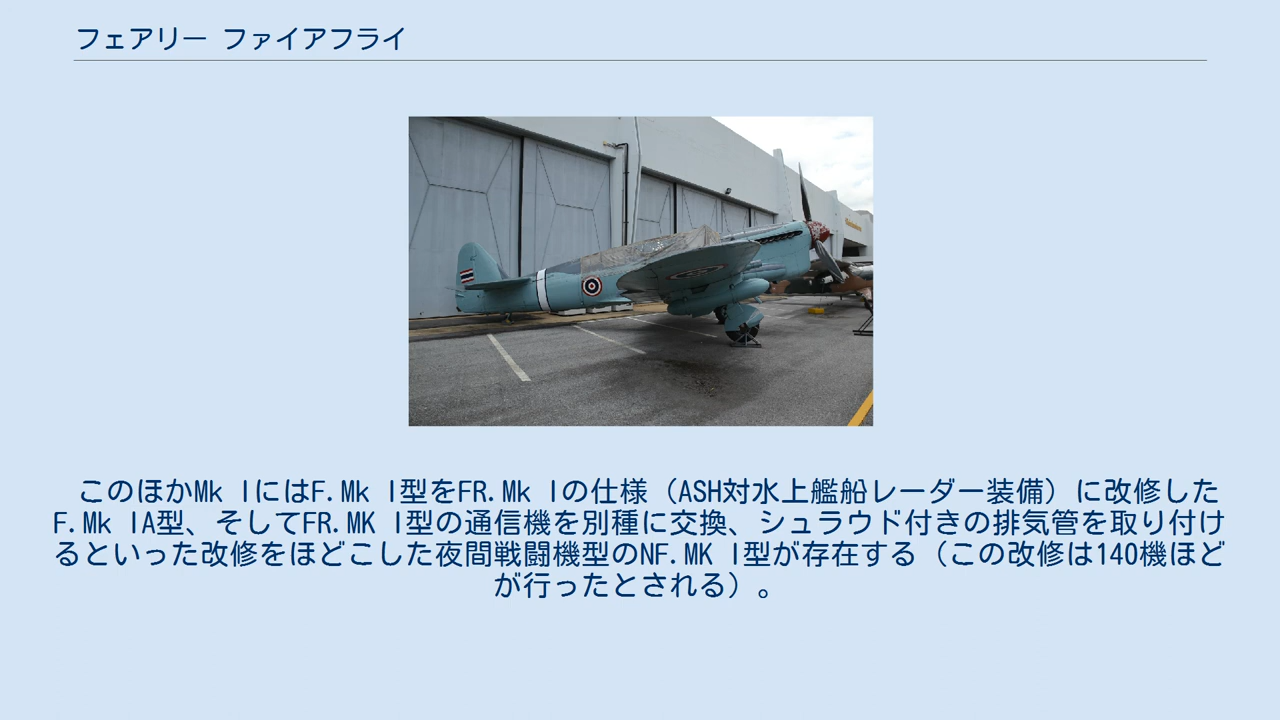 フェアリー ファイアフライ
このほかMk IにはF.Mk I型をFR.Mk Iの仕様（ASH対水上艦船レーダー装備）に改修した
F.Mk IA型、そしてFR.MK I型の通信機を別種に交換、シュラウド付きの排気管を取り付け
るといった改修をほどこした夜間戦闘機型のNF.MK I型が存在する（この改修は140機ほど
が行ったとされる）。